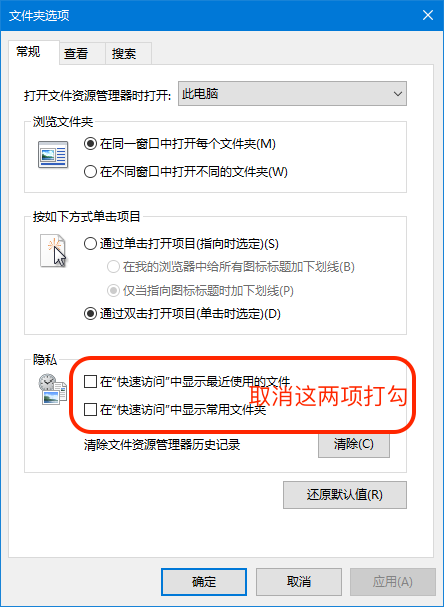 文件夹选项
常规 查看 搜索
打开文件资源管理器时打开: 此电脑
浏览文件夹
在同一窗口中打开每个文件夹(M)
在不同窗口中打开不同的文件夹(W)
按如下方式单击项目
通过单击打开项目(指向时选定)(S)
在我的浏览器中给所有图标标题加下划线(B)
仅当指向图标标题时加下划线(P)
通过双击打开项目(单击时选定)(D)
隐私
在“快速访问”中显示最近使用的文件
取消这两项打勾
在“快速访问”中显示常用文件夹
清除文件资源管理器历史记录 清除(C)
还原默认值(R)
确定 取消 应用(A)